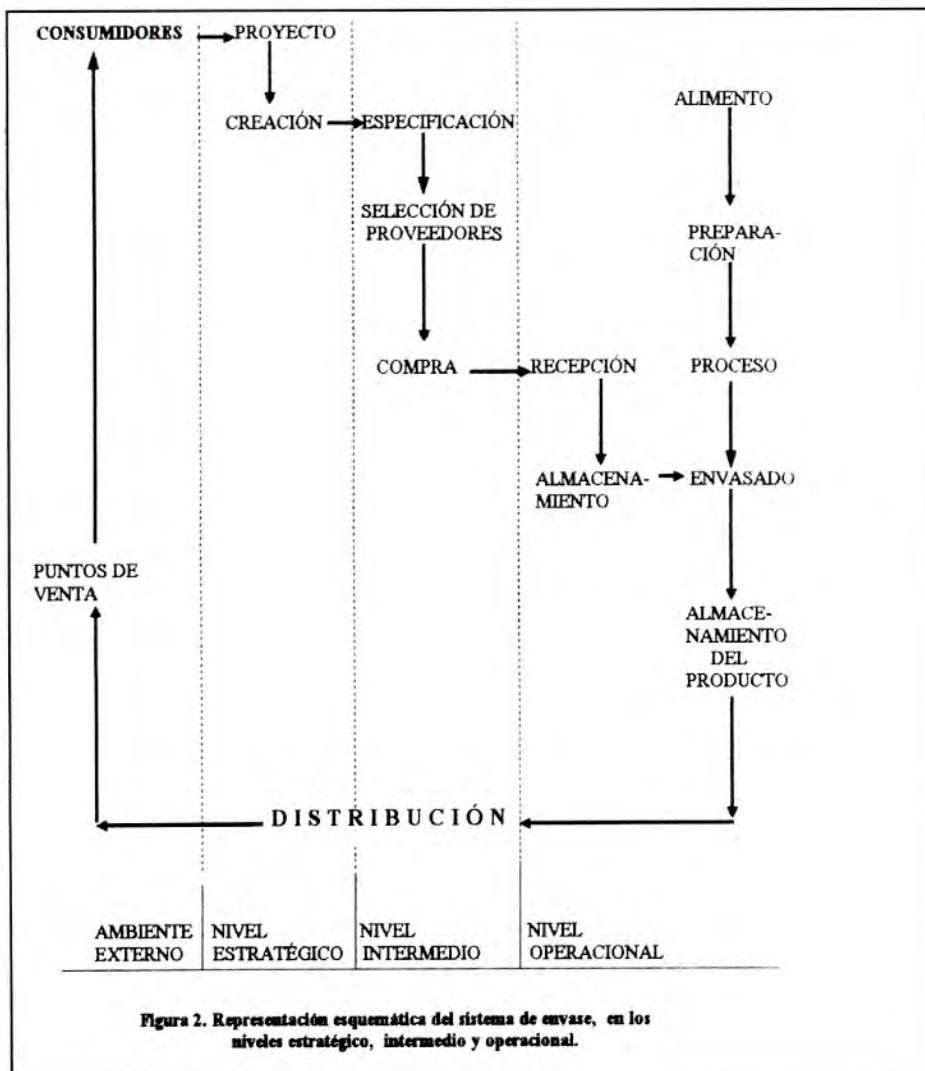 CONSUMIDORES PROYECTO
ALIMENTO
CREACIÓN ESPECIFICACIÓN
SELECCIÓN DE
PROVEEDORES
PREPARA-
CIÓN
COMPRA RECEPCIÓN PROCESO
ALMACENA-
MIENTO
ENVASADO
PUNTOS DE
VENTA
ALMACE-
NAMIENTO
DEL
PRODUCTO
DISTRIBUCIÓN
AMBIENTE
EXTERNO
NIVEL
ESTRATÉGICO
NIVEL
INTERMEDIO
NIVEL
OPERACIONAL
Figura 2. Representación esquemática del sistema de envase, en los
niveles estratégico, intermedio y operacional.